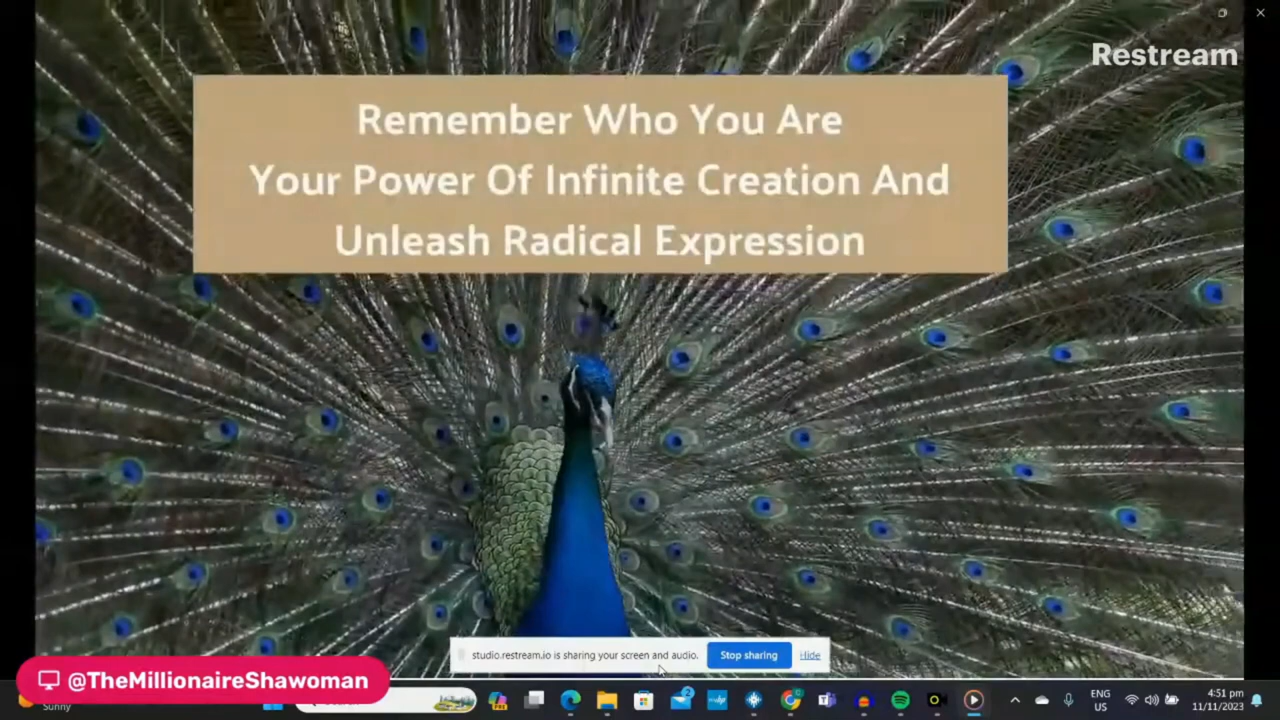 Restream
Remember Who You Are
Your Power Of Infinite Creation And
Unleash Radical Expression
studio.restream.io is sharing your screen and audio. Stop sharing Hide
@TheMillionaireShawoman
Sunny
2
ENG
US
4:51 pm
11/11/2023